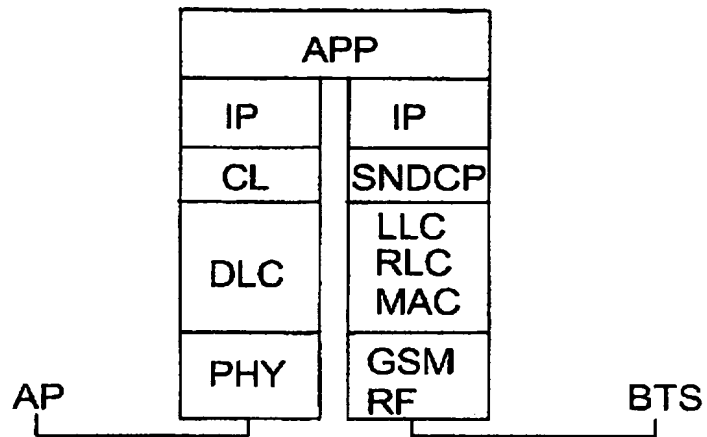 APP
IP
IP
CL
SNDCP
DLC
LLC
RLC
MAC
PHY
GSM
RF
AP
BTS